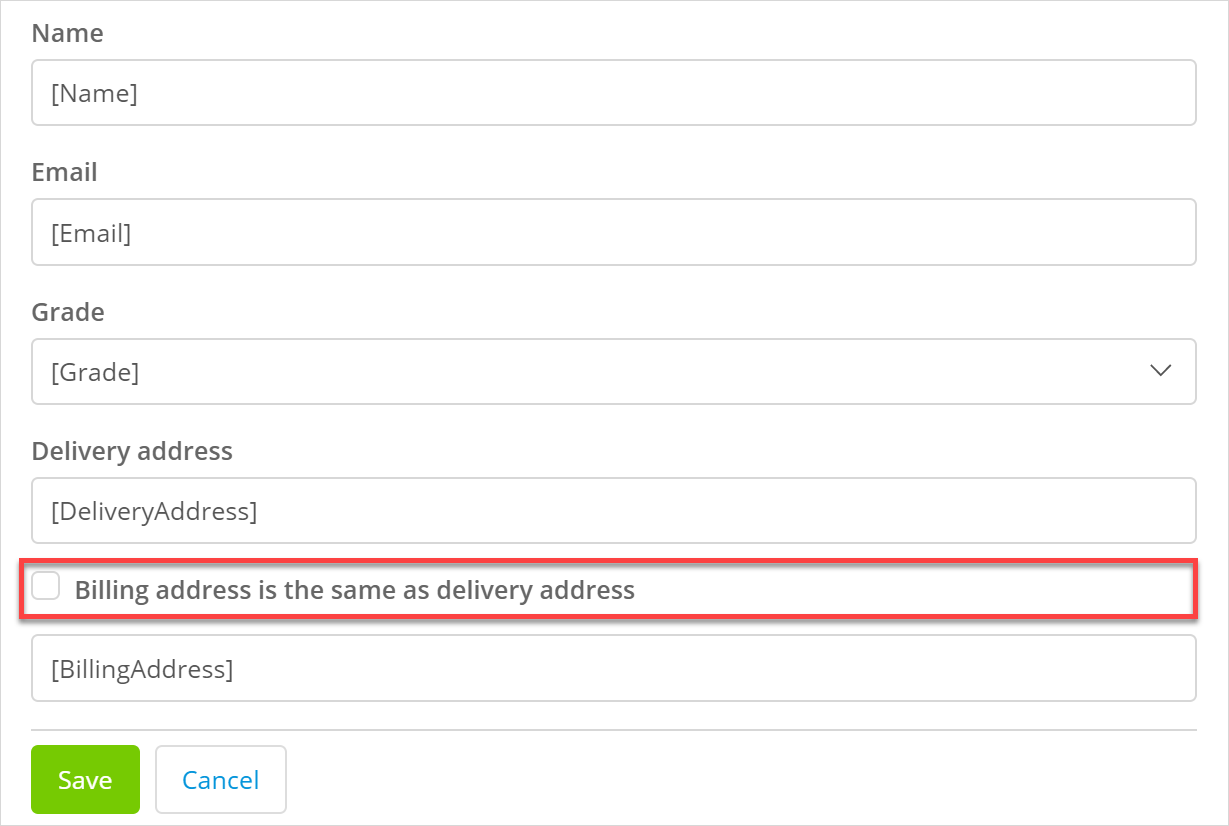 Name
[Name]
Email
[Email]
Grade
[Grade]
Delivery address
[DeliveryAddress]
Billing address is the same as delivery address
[BillingAddress]
Save Cancel